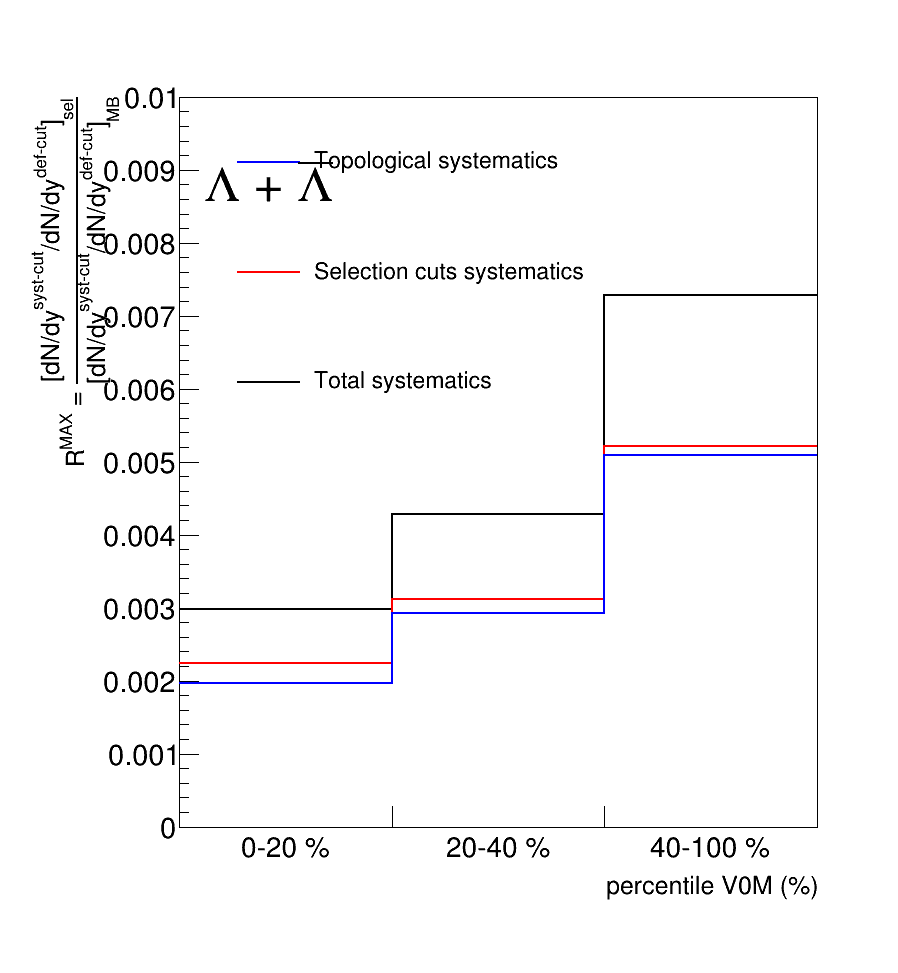 R^MAX = [dN/dy^syst-cut/dN/dy^def-cut]_sel
[dN/dy^syst-cut/dN/dy^def-cut]_MB
0.01
0.009
0.008
0.007
0.006
0.005
0.004
0.003
0.002
0.001
0
Topological systematics
Λ + Λ̅
Selection cuts systematics
Total systematics
0-20 %
20-40 %
40-100 %
percentile V0M (%)